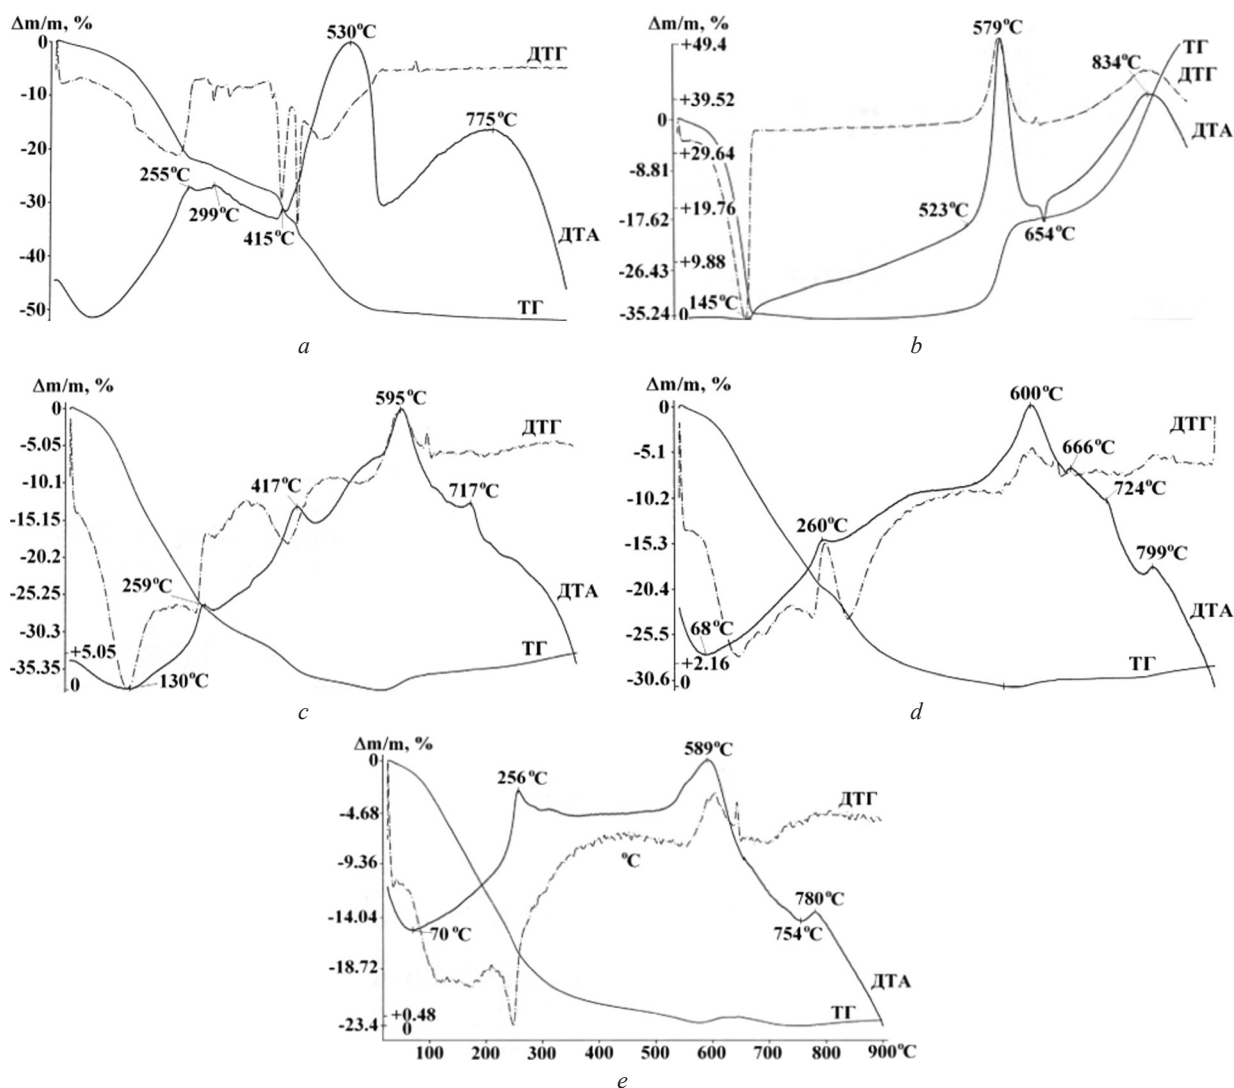 Δm/m, %
0
-10
-20
-30
-40
-50
530°C
ДТГ
775°C
255°C
299°C
415°C
ДТА
ТГ
a
Δm/m, %
+49.4
+39.52
0
+29.64
-8.81
+19.76
-17.62
+9.88
-26.43
-35.24
0
579°C
ТГ
834°C
ДТГ
ДТА
523°C
654°C
145°C
b
Δm/m, %
0
-5.05
-10.1
-15.15
-20.2
-25.25
-30.3
+5.05
-35.35
0
595°C
ДТГ
417°C
717°C
259°C
ДТА
ТГ
130°C
c
Δm/m, %
0
-5.1
-10.2
-15.3
-20.4
-25.5
+2.16
-30.6
0
600°C
ДТГ
666°C
724°C
260°C
799°C
ДТА
68°C
ТГ
d
Δm/m, %
0
-4.68
-9.36
-14.04
-18.72
+0.48
-23.4
0
589°C
256°C
ДТГ
°C
780°C
70°C
754°C
ДТА
ТГ
100 200 300 400 500 600 700 800 900°C
e